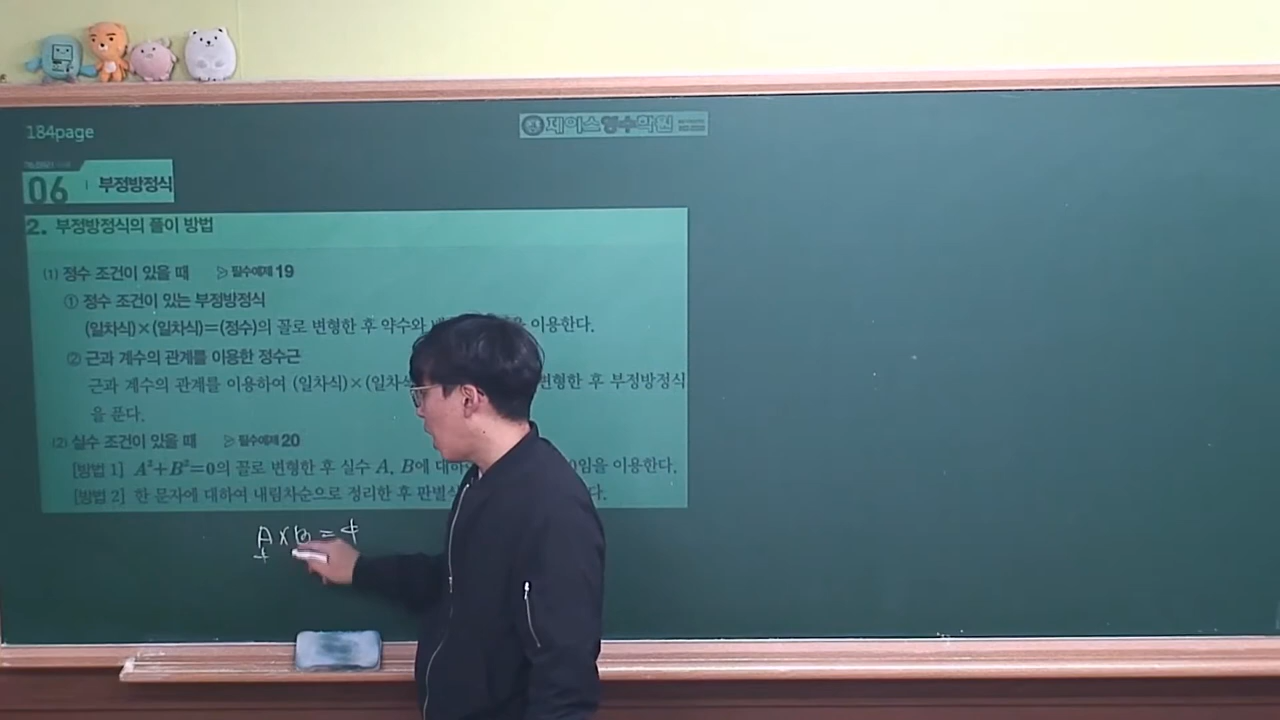 184page
제이스영수학원
06 부정방정식
2. 부정방정식의 풀이 방법
(1) 정수 조건이 있을 때 ▷ 필수예제 19
① 정수 조건이 있는 부정방정식
(일차식)×(일차식)=(정수)의 꼴로 변형한 후 약수와 이용한다.
② 근과 계수의 관계를 이용한 정수근
근과 계수의 관계를 이용하여 (일차식)×(일차식 변형한 후 부정방정식
을 푼다.
(2) 실수 조건이 있을 때 ▷ 필수예제 20
[방법 1] A²+B²=0의 꼴로 변형한 후 실수 A, B에 대하 0임을 이용한다.
[방법 2] 한 문자에 대하여 내림차순으로 정리한 후 판별식 다.
A×B=4